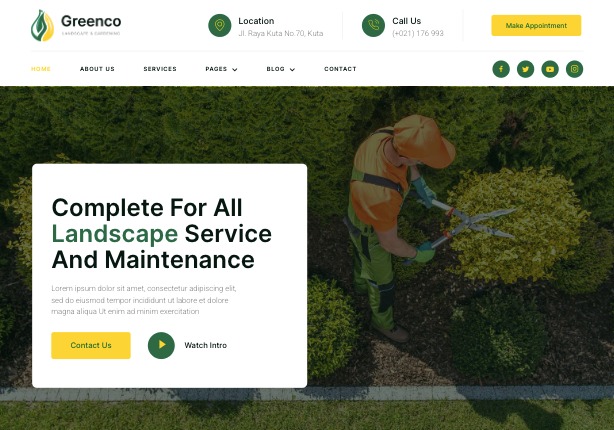 Greenco
LANDSCAPE & GARDENING
Location
Jl. Raya Kuta No.70, Kuta
Call Us
(+021) 176 993
Make Appointment
HOME
ABOUT US
SERVICES
PAGES
BLOG
CONTACT
Complete For All
Landscape Service
And Maintenance
Lorem ipsum dolor sit amet, consectetur adipiscing elit,
sed do eiusmod tempor incididunt ut labore et dolore
magna aliqua Ut enim ad minim exercitation
Contact Us
Watch Intro